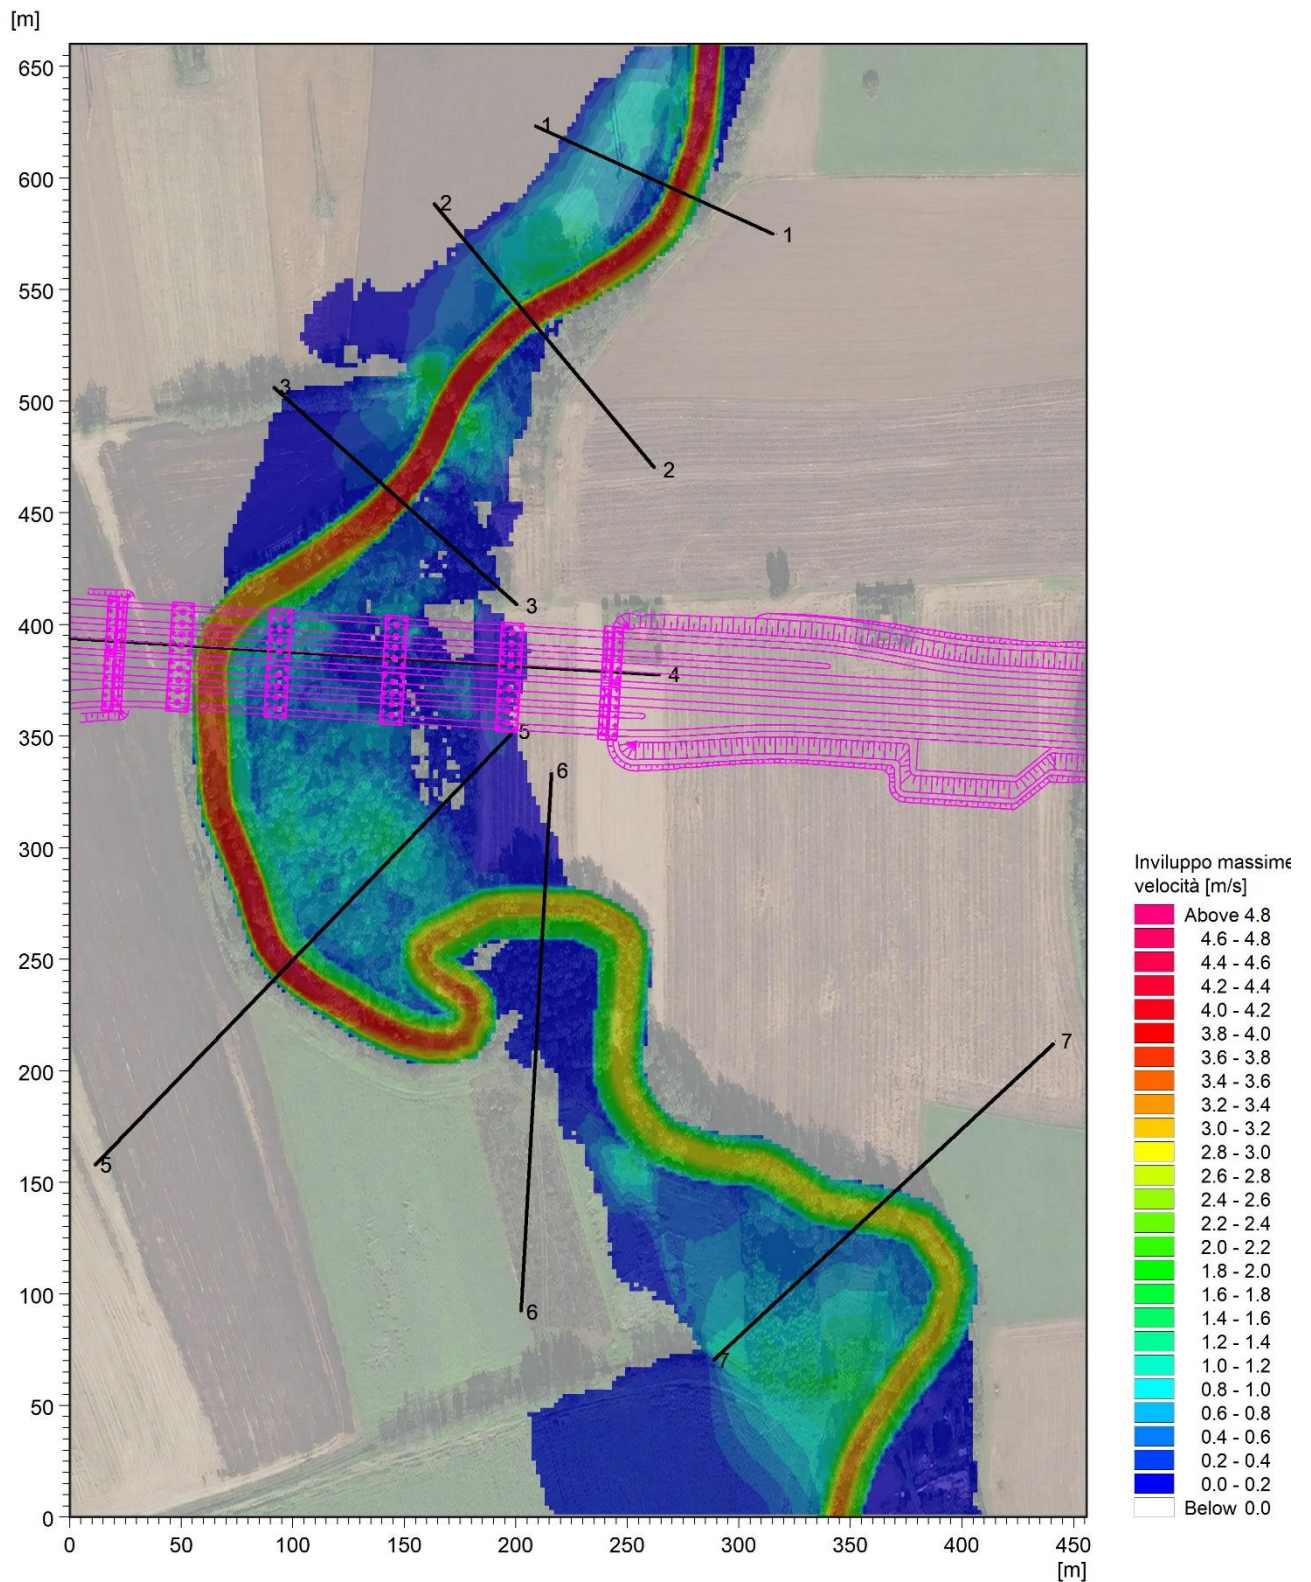 [m]
650
600
550
500
450
400
350
300
250
200
150
100
50
0
0 50 100 150 200 250 300 350 400 450
[m]
1
1
2
2
3
3
4
5
5
6
6
7
7
Inviluppo massime
velocità [m/s]
Above 4.8
4.6 - 4.8
4.4 - 4.6
4.2 - 4.4
4.0 - 4.2
3.8 - 4.0
3.6 - 3.8
3.4 - 3.6
3.2 - 3.4
3.0 - 3.2
2.8 - 3.0
2.6 - 2.8
2.4 - 2.6
2.2 - 2.4
2.0 - 2.2
1.8 - 2.0
1.6 - 1.8
1.4 - 1.6
1.2 - 1.4
1.0 - 1.2
0.8 - 1.0
0.6 - 0.8
0.4 - 0.6
0.2 - 0.4
0.0 - 0.2
Below 0.0